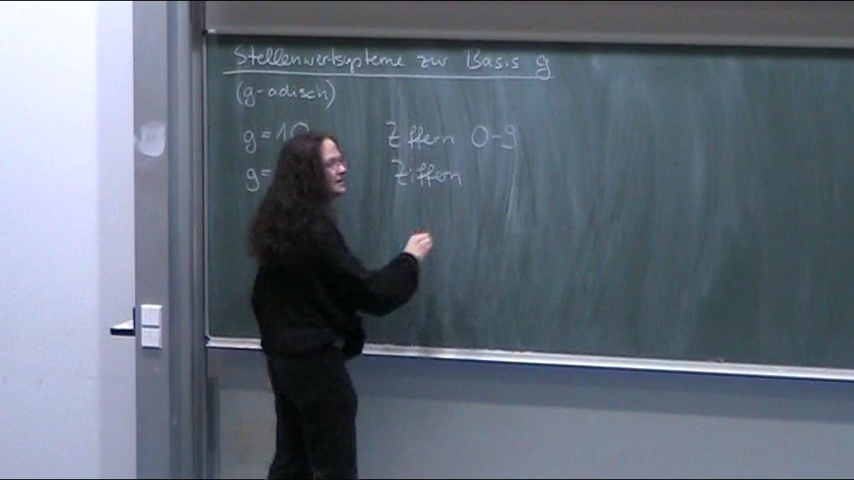 Stellenwertsysteme zur Basis g
(g-adisch)
g=10 Ziffern 0-9
g= Ziffern